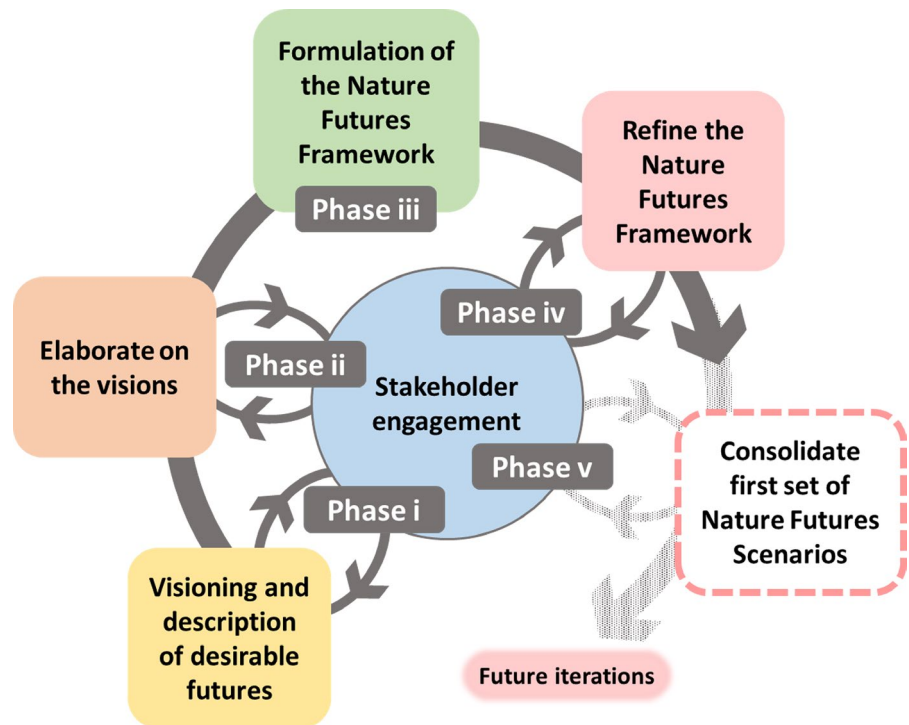 Formulation of
the Nature
Futures
Framework
Phase iii
Refine the
Nature
Futures
Framework
Phase iv
Elaborate on
the visions
Phase ii
Stakeholder
engagement
Phase v
Consolidate
first set of
Nature Futures
Scenarios
Phase i
Visioning and
description
of desirable
futures
Future iterations